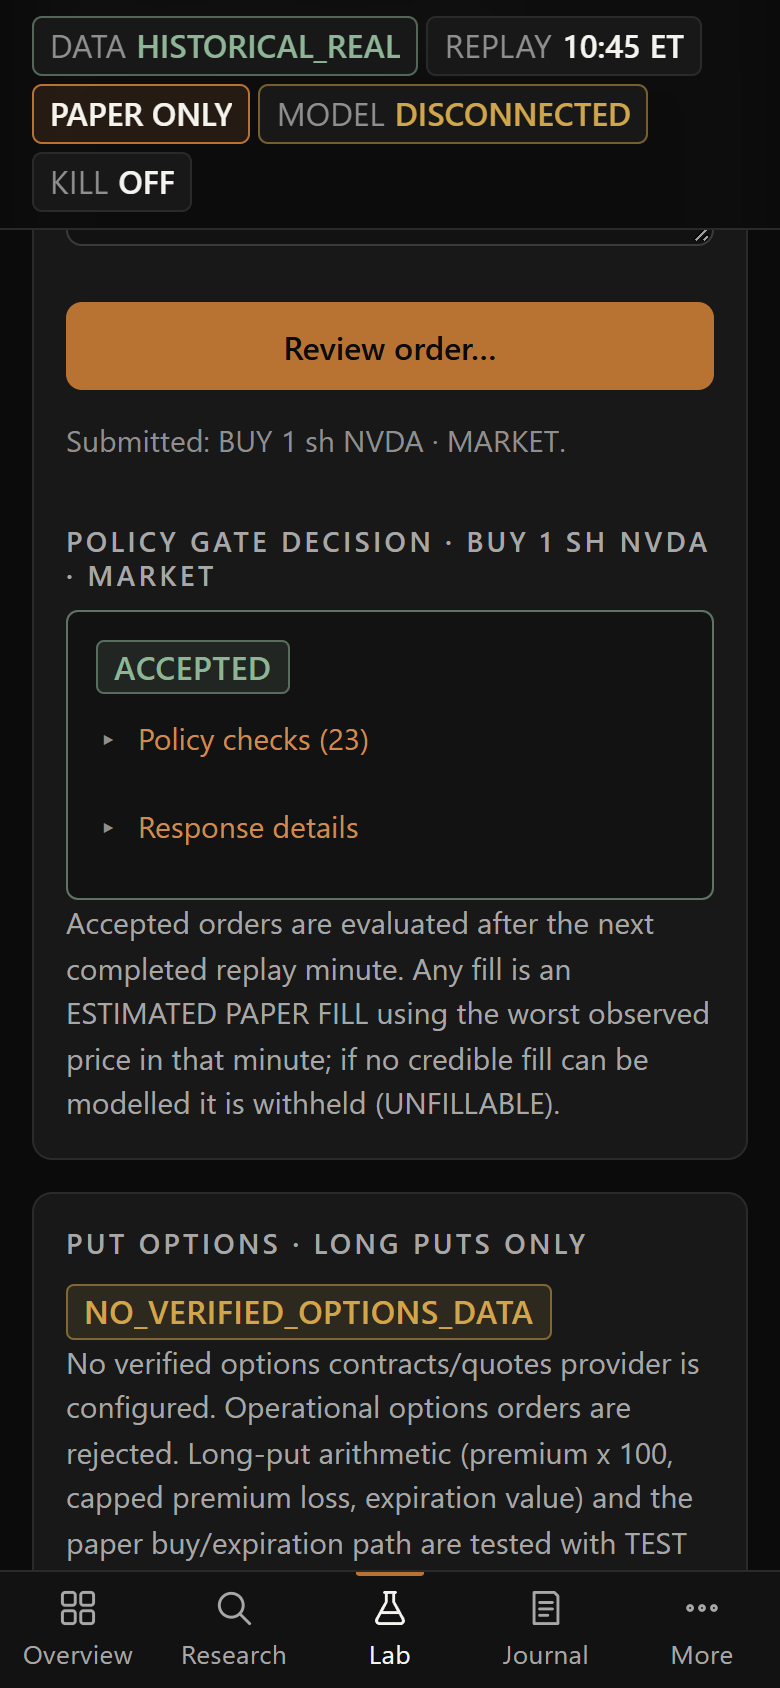 DATA HISTORICAL_REAL
REPLAY 10:45 ET
PAPER ONLY
MODEL DISCONNECTED
KILL OFF
Review order...
Submitted: BUY 1 sh NVDA · MARKET.
POLICY GATE DECISION · BUY 1 SH NVDA
· MARKET
ACCEPTED
▸ Policy checks (23)
▸ Response details
Accepted orders are evaluated after the next
completed replay minute. Any fill is an
ESTIMATED PAPER FILL using the worst observed
price in that minute; if no credible fill can be
modelled it is withheld (UNFILLABLE).
PUT OPTIONS · LONG PUTS ONLY
NO_VERIFIED_OPTIONS_DATA
No verified options contracts/quotes provider is
configured. Operational options orders are
rejected. Long-put arithmetic (premium x 100,
capped premium loss, expiration value) and the
paper buy/expiration path are tested with TEST
Overview
Research
Lab
Journal
More